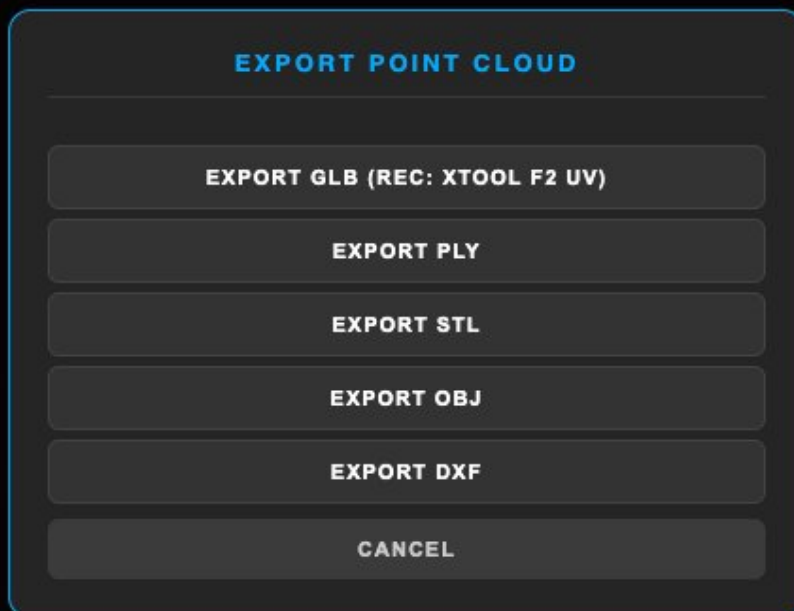 EXPORT POINT CLOUD
EXPORT GLB (REC: XTOOL F2 UV)
EXPORT PLY
EXPORT STL
EXPORT OBJ
EXPORT DXF
CANCEL